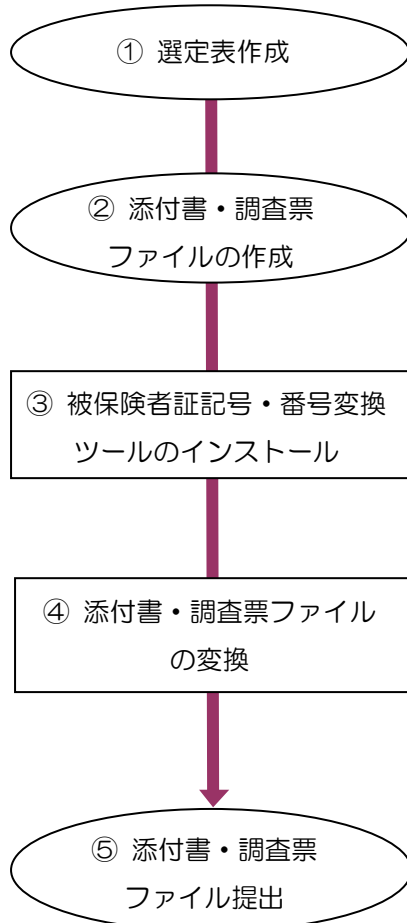 ① 選定表作成
② 添付書・調査票
ファイルの作成
③ 被保険者証記号・番号変換
ツールのインストール
④ 添付書・調査票ファイル
の変換
⑤ 添付書・調査票
ファイル提出